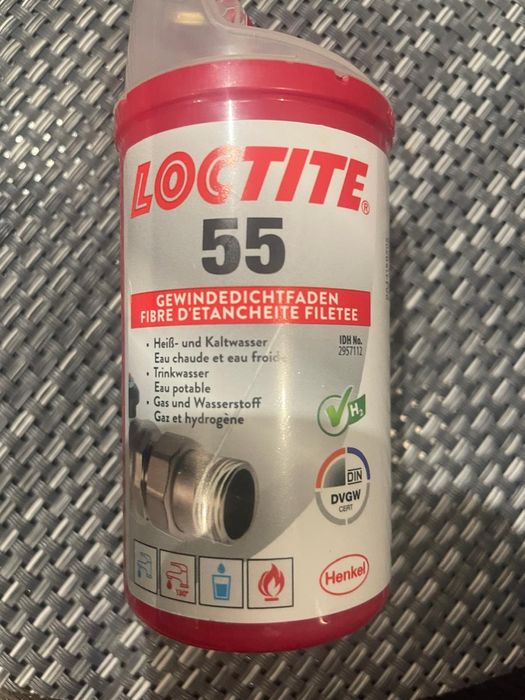 LOCTITE®
55
GEWINDEDICHTFADEN
FIBRE D'ETANCHEITE FILETEE
• Heiß- und Kaltwasser
Eau chaude et eau froide
• Trinkwasser
Eau potable
• Gas und Wasserstoff
Gaz et hydrogène
IDH No.
2957112
H₂
DIN
DVGW
CERT
130°
Henkel